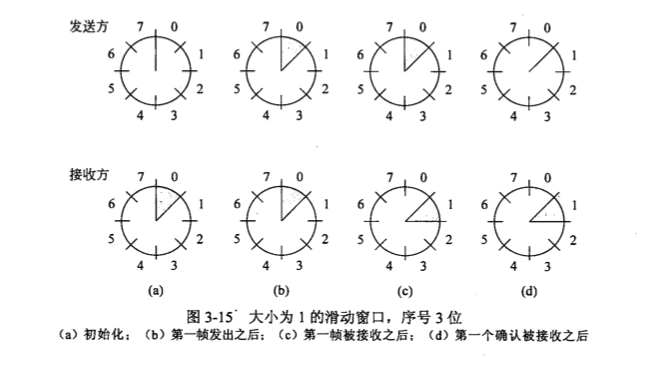 发送方 7 0 7 0 7 0 7 0
6 1 6 1 6 1 6 1
5 2 5 2 5 2 5 2
4 3 4 3 4 3 4 3
接收方 7 0 7 0 7 0 7 0
6 1 6 1 6 1 6 1
5 2 5 2 5 2 5 2
4 3 4 3 4 3 4 3
(a) (b) (c) (d)
图 3-15 大小为 1 的滑动窗口，序号 3 位
(a) 初始化；(b) 第一帧发出之后；(c) 第一帧被接收之后；(d) 第一个确认被接收之后